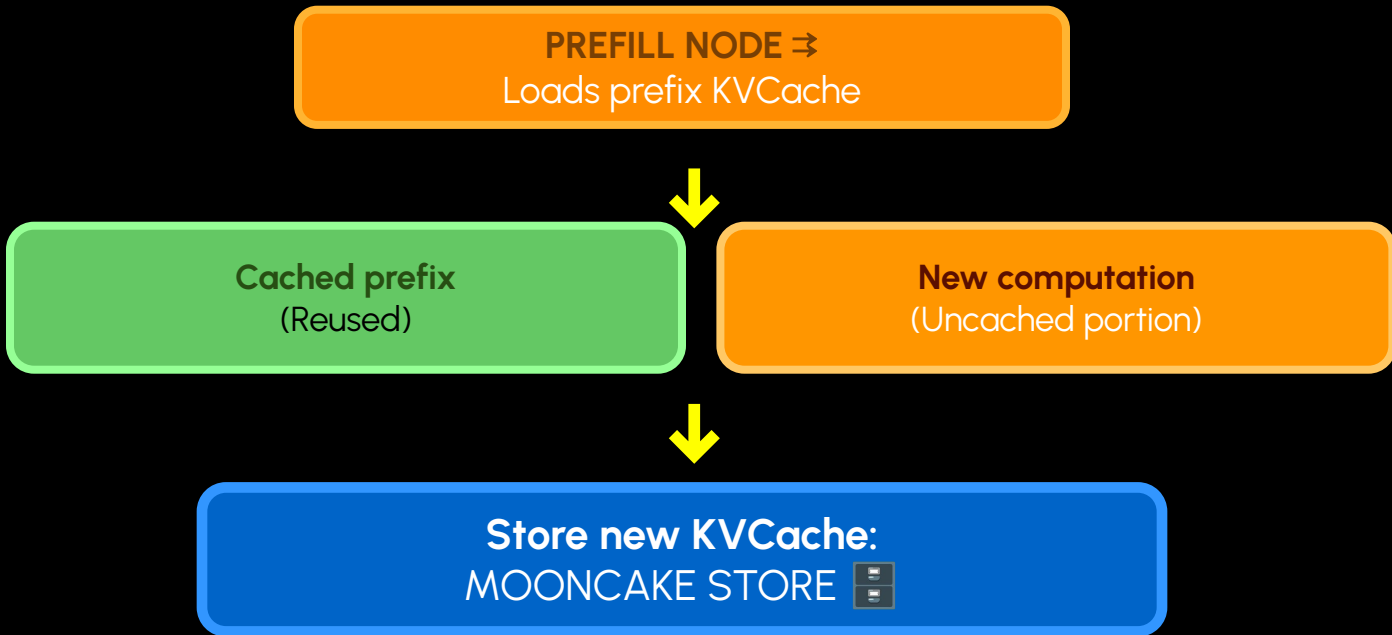 PREFILL NODE ⇉
Loads prefix KVCache
Cached prefix
(Reused)
New computation
(Uncached portion)
Store new KVCache:
MOONCAKE STORE 🗄️